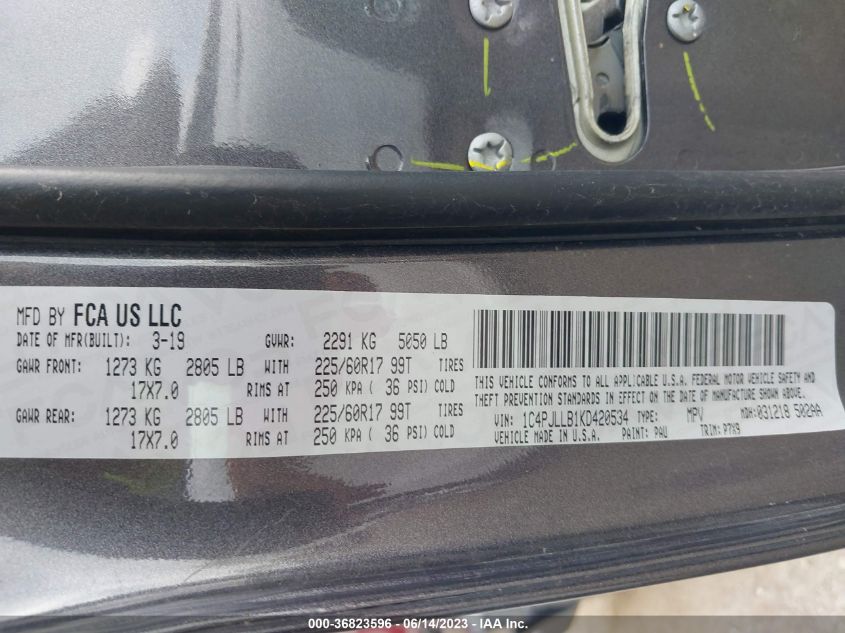 MFD BY FCA US LLC
DATE OF MFR(BUILT): 3-19 GVWR: 2291 KG 5050 LB
GAWR FRONT: 1273 KG 2805 LB WITH 225/60R17 99T TIRES
17X7.0 RIMS AT 250 KPA ( 36 PSI) COLD
GAWR REAR: 1273 KG 2805 LB WITH 225/60R17 99T TIRES
17X7.0 RIMS AT 250 KPA ( 36 PSI) COLD
THIS VEHICLE CONFORMS TO ALL APPLICABLE U.S.A. FEDERAL MOTOR VEHICLE SAFETY AND
THEFT PREVENTION STANDARDS IN EFFECT ON THE DATE OF MANUFACTURE SHOWN ABOVE.
VIN: 1C4PJLLB1KD420534 TYPE: MPV MDH: 031218 502AA
VEHICLE MADE IN U.S.A. PAINT: PAU TRIM: P7X9
000-36823596 - 06/14/2023 - IAA Inc.